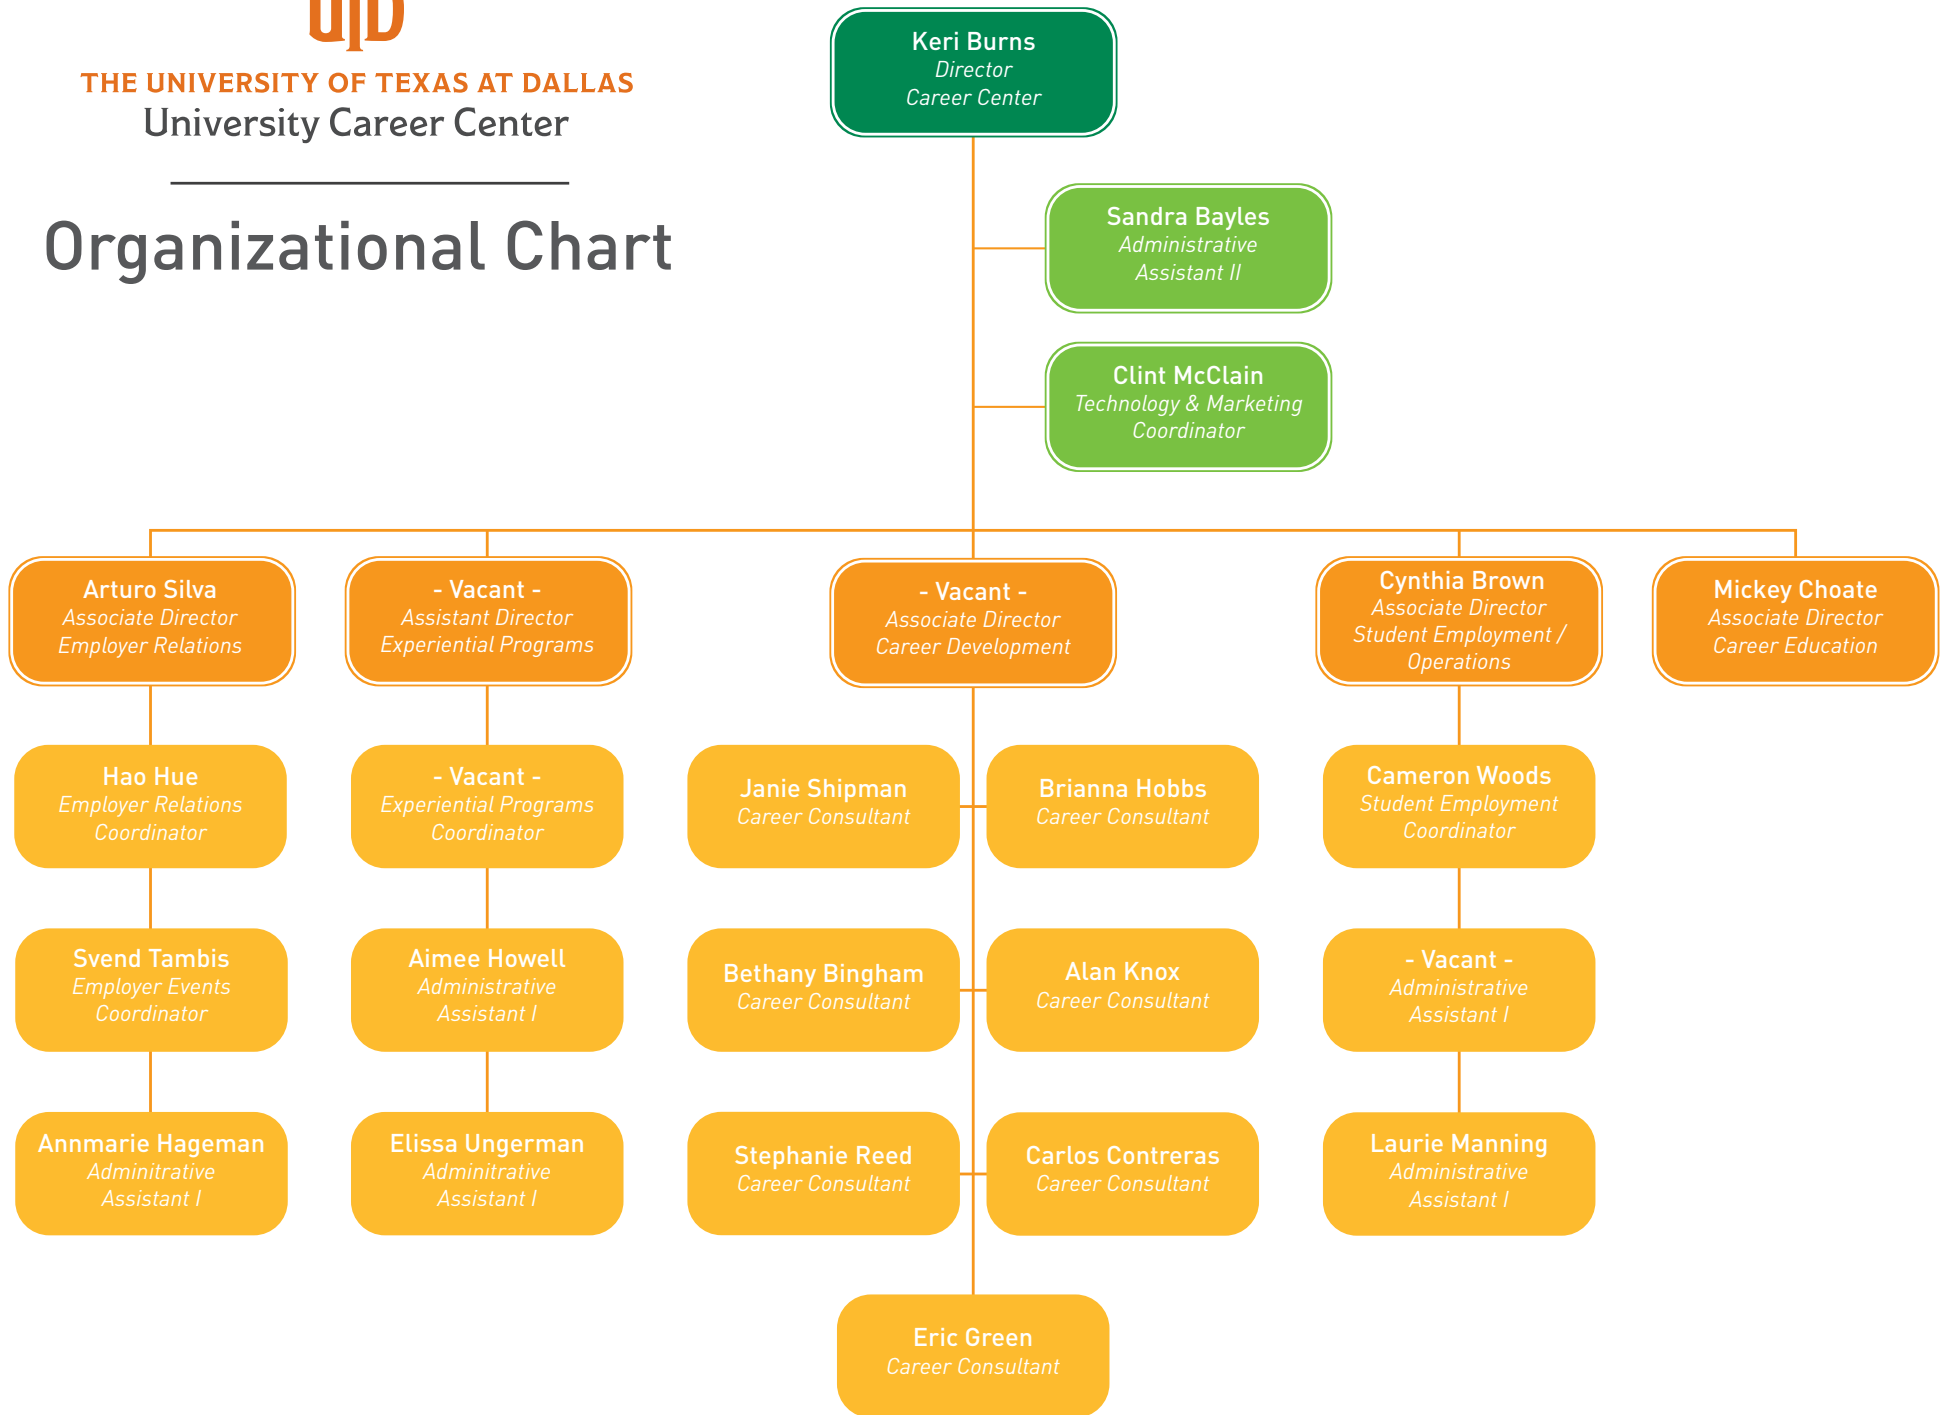 UTD
THE UNIVERSITY OF TEXAS AT DALLAS
University Career Center
Organizational Chart
Keri Burns
Director
Career Center
Sandra Bayles
Administrative
Assistant II
Clint McClain
Technology & Marketing
Coordinator
Arturo Silva
Associate Director
Employer Relations
- Vacant -
Assistant Director
Experiential Programs
- Vacant -
Associate Director
Career Development
Cynthia Brown
Associate Director
Student Employment /
Operations
Mickey Choate
Associate Director
Career Education
Hao Hue
Employer Relations
Coordinator
- Vacant -
Experiential Programs
Coordinator
Janie Shipman
Career Consultant
Brianna Hobbs
Career Consultant
Cameron Woods
Student Employment
Coordinator
Svend Tambis
Employer Events
Coordinator
Aimee Howell
Administrative
Assistant I
Bethany Bingham
Career Consultant
Alan Knox
Career Consultant
- Vacant -
Administrative
Assistant I
Annmarie Hageman
Adminitrative
Assistant I
Elissa Ungerman
Adminitrative
Assistant I
Stephanie Reed
Career Consultant
Carlos Contreras
Career Consultant
Laurie Manning
Administrative
Assistant I
Eric Green
Career Consultant